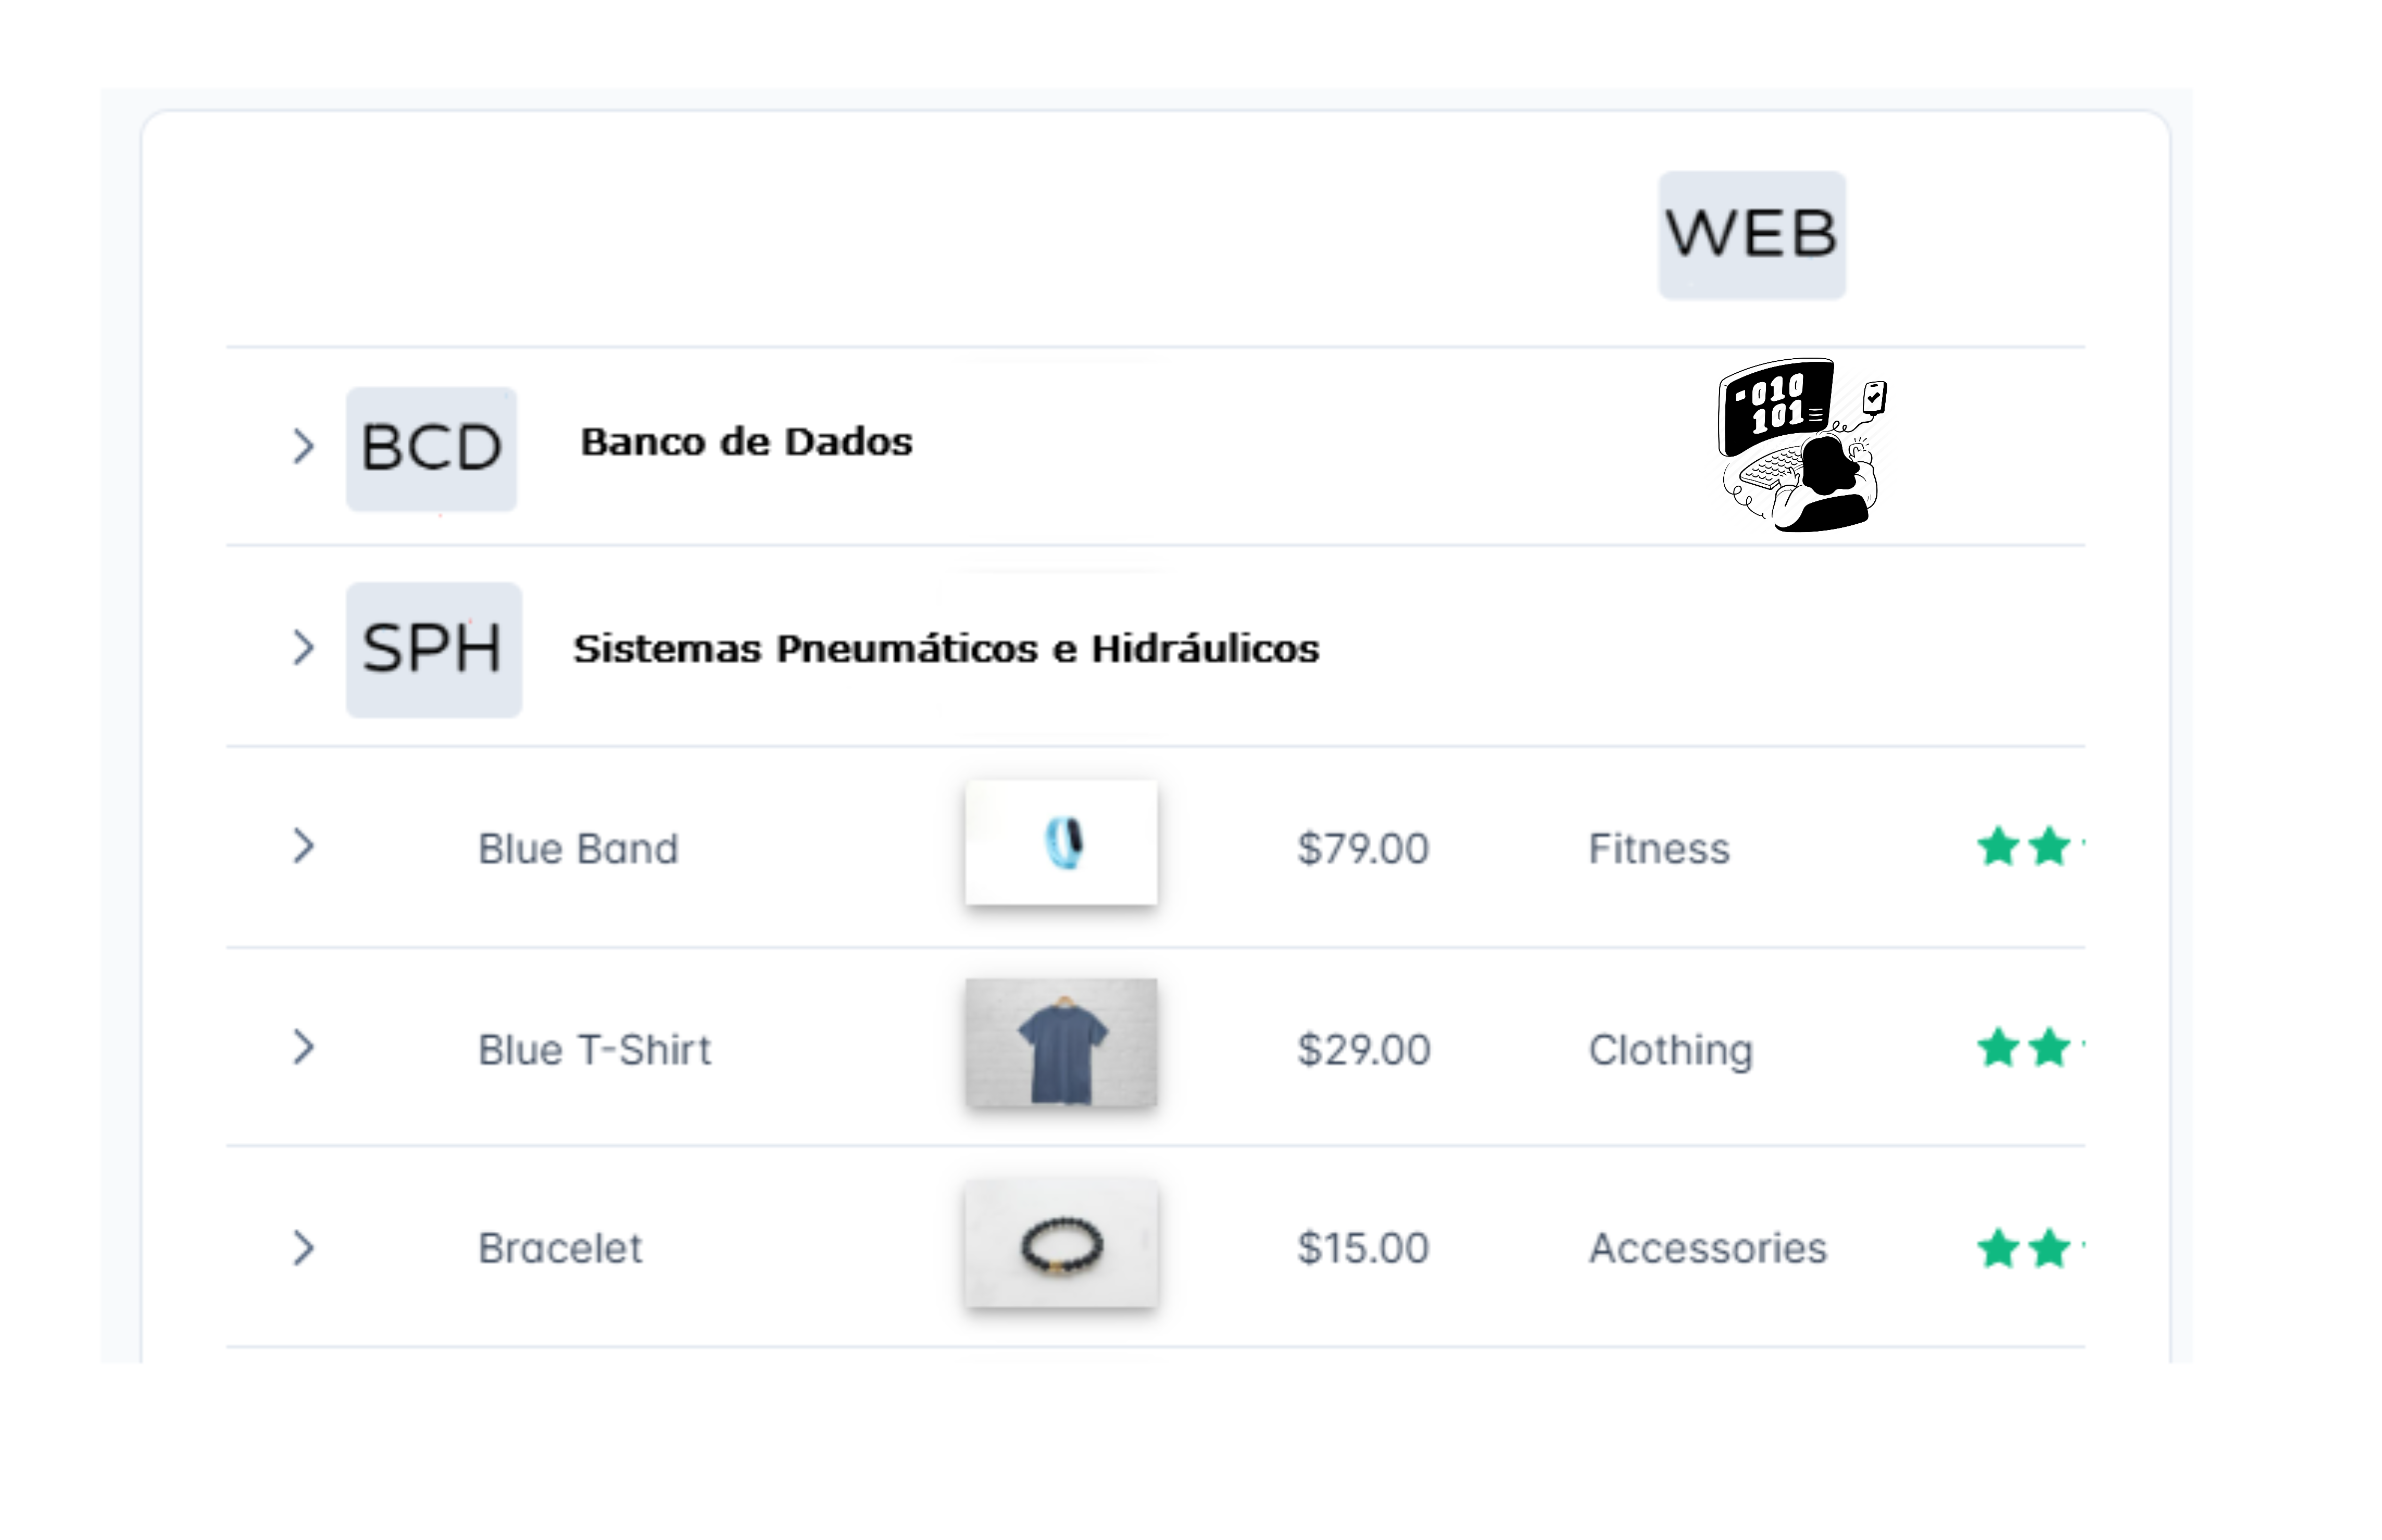 WEB
-010
101
BCD Banco de Dados
SPH Sistemas Pneumáticos e Hidráulicos
Blue Band $79.00 Fitness
Blue T-Shirt $29.00 Clothing
Bracelet $15.00 Accessories